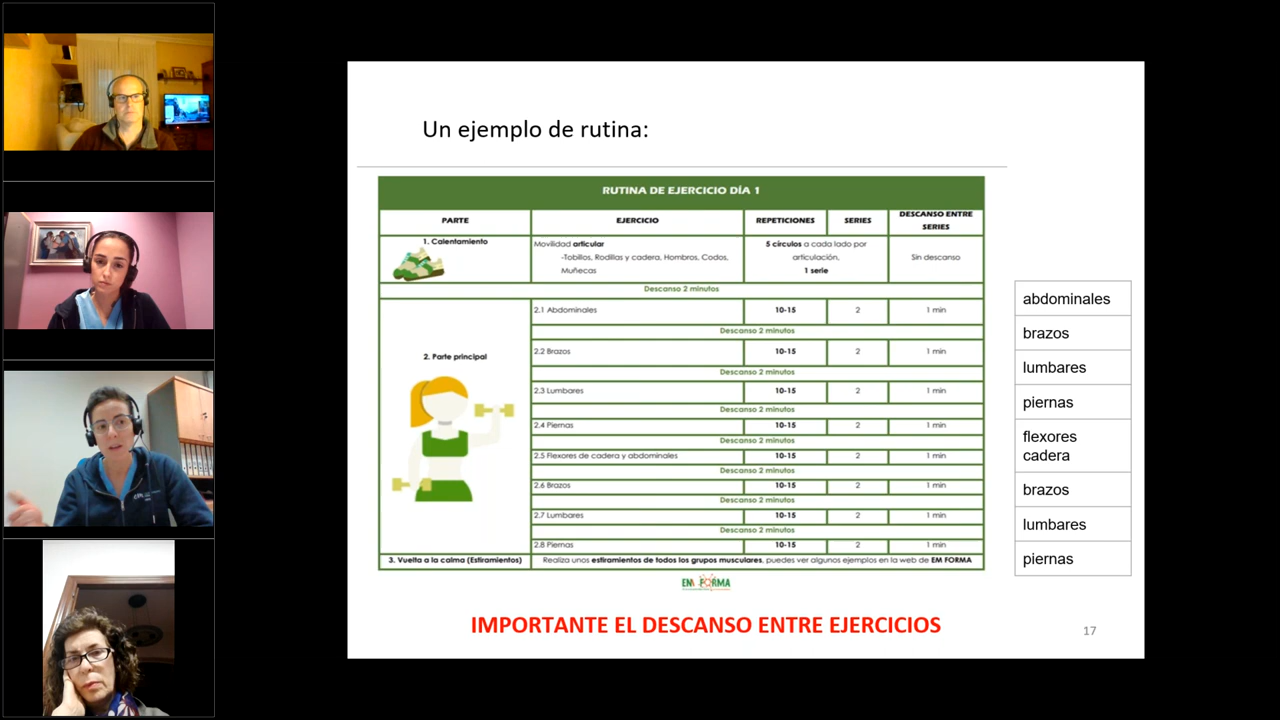 Un ejemplo de rutina:
RUTINA DE EJERCICIO DÍA 1
PARTE EJERCICIO REPETICIONES SERIES DESCANSO ENTRE SERIES
1. Calentamiento
Movilidad articular
-Tobillos, Rodillas y cadera, Hombros, Codos,
Muñecas
5 círculos a cada lado por
articulación,
1 serie
Sin descanso
Descanso 2 minutos
2. Parte principal
2.1 Abdominales 10-15 2 1 min
Descanso 2 minutos
2.2 Brazos 10-15 2 1 min
Descanso 2 minutos
2.3 Lumbares 10-15 2 1 min
Descanso 2 minutos
2.4 Piernas 10-15 2 1 min
Descanso 2 minutos
2.5 Flexores de cadera y abdominales 10-15 2 1 min
Descanso 2 minutos
2.6 Brazos 10-15 2 1 min
Descanso 2 minutos
2.7 Lumbares 10-15 2 1 min
Descanso 2 minutos
2.8 Piernas 10-15 2 1 min
3. Vuelta a la calma (Estiramientos) Realiza unos estiramientos de todos los grupos musculares, puedes ver algunos ejemplos en la web de EM FORMA
EM FORMA
abdominales
brazos
lumbares
piernas
flexores
cadera
brazos
lumbares
piernas
IMPORTANTE EL DESCANSO ENTRE EJERCICIOS
17